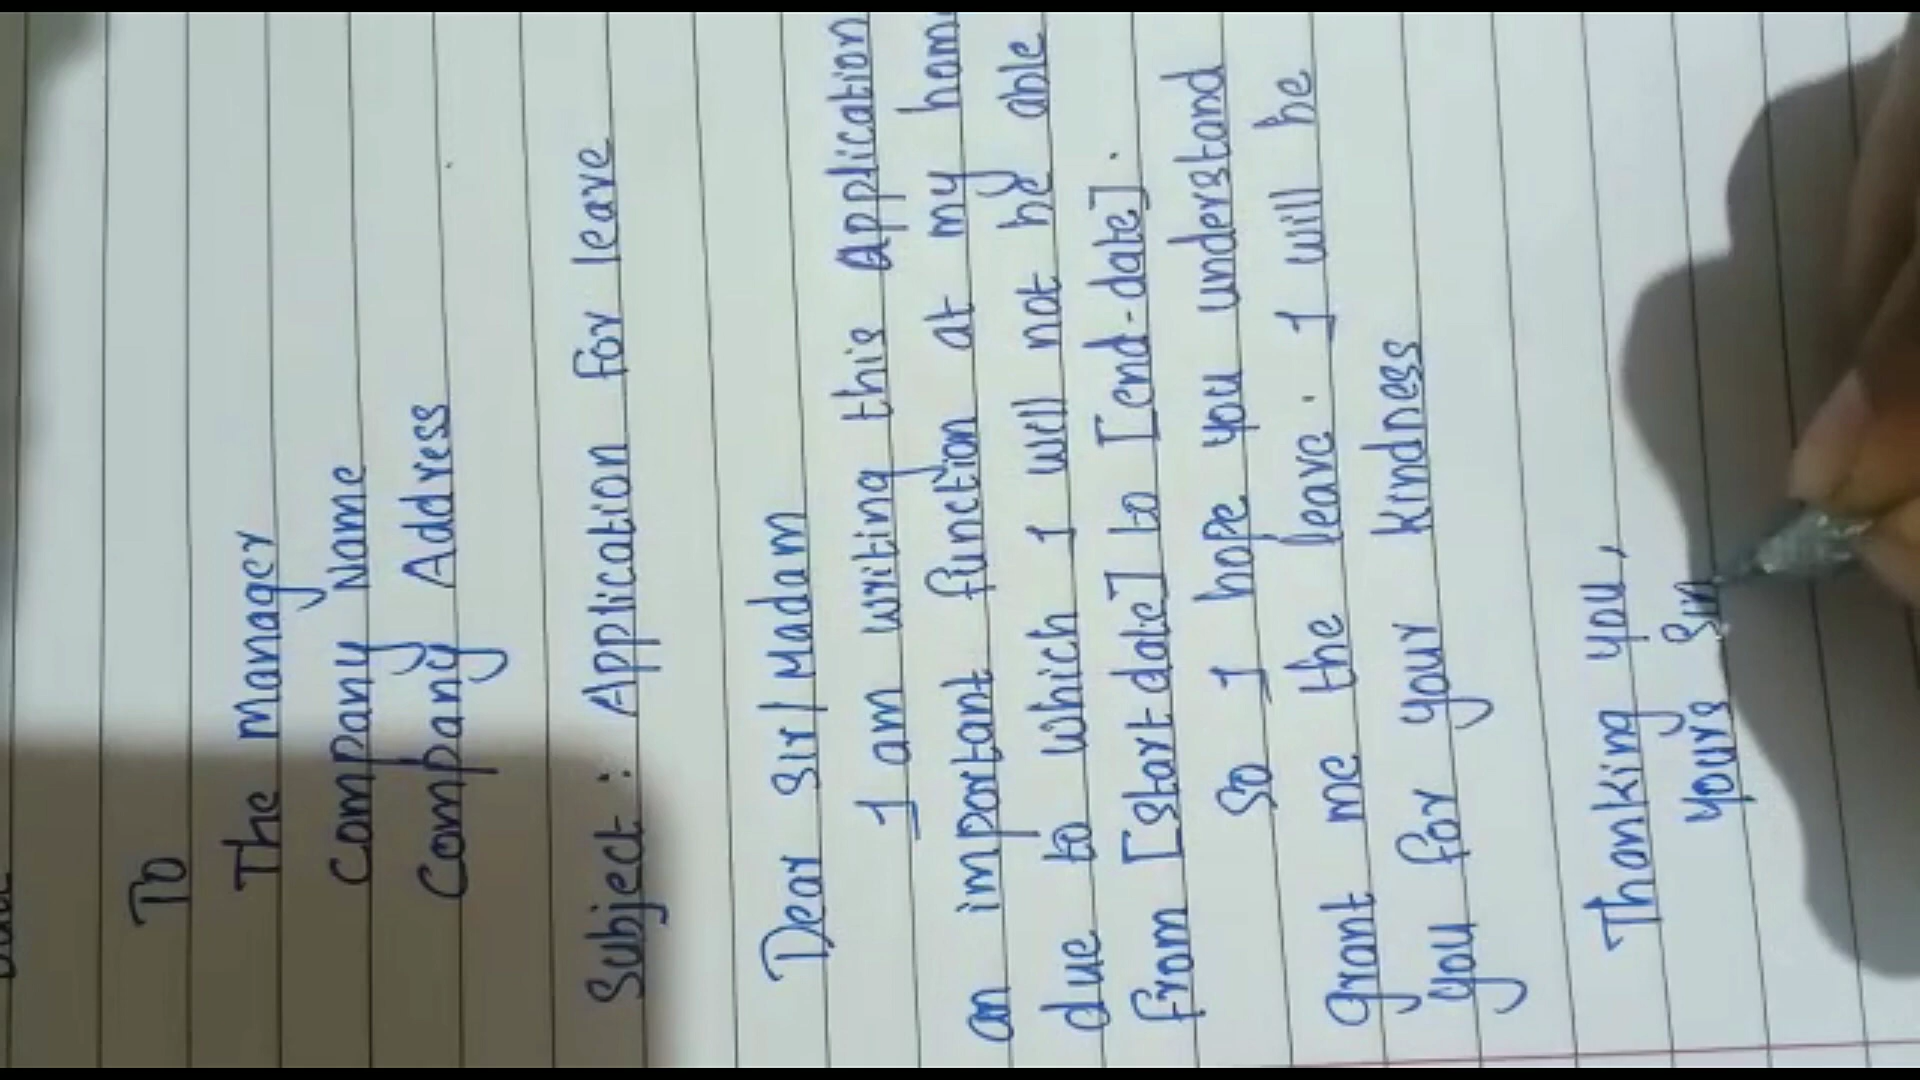 To
The Manager
Company Name
Company Address
Subject : Application for leave
Dear Sir/Madam
I am writing this Application
an important function at my hom
due to which I will not be able
from [start date] to [end-date].
So I hope you understand
grant me the leave. I will be
you for your kindness
Thanking you,
yours Sin